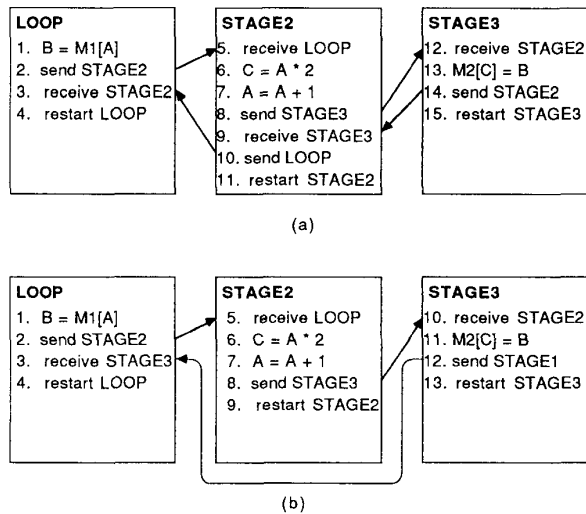 LOOP
1. B = M1[A]
2. send STAGE2
3. receive STAGE2
4. restart LOOP
STAGE2
5. receive LOOP
6. C = A * 2
7. A = A + 1
8. send STAGE3
9. receive STAGE3
10. send LOOP
11. restart STAGE2
STAGE3
12. receive STAGE2
13. M2[C] = B
14. send STAGE2
15. restart STAGE3
(a)
LOOP
1. B = M1[A]
2. send STAGE2
3. receive STAGE3
4. restart LOOP
STAGE2
5. receive LOOP
6. C = A * 2
7. A = A + 1
8. send STAGE3
9. restart STAGE2
STAGE3
10. receive STAGE2
11. M2[C] = B
12. send STAGE1
13. restart STAGE3
(b)